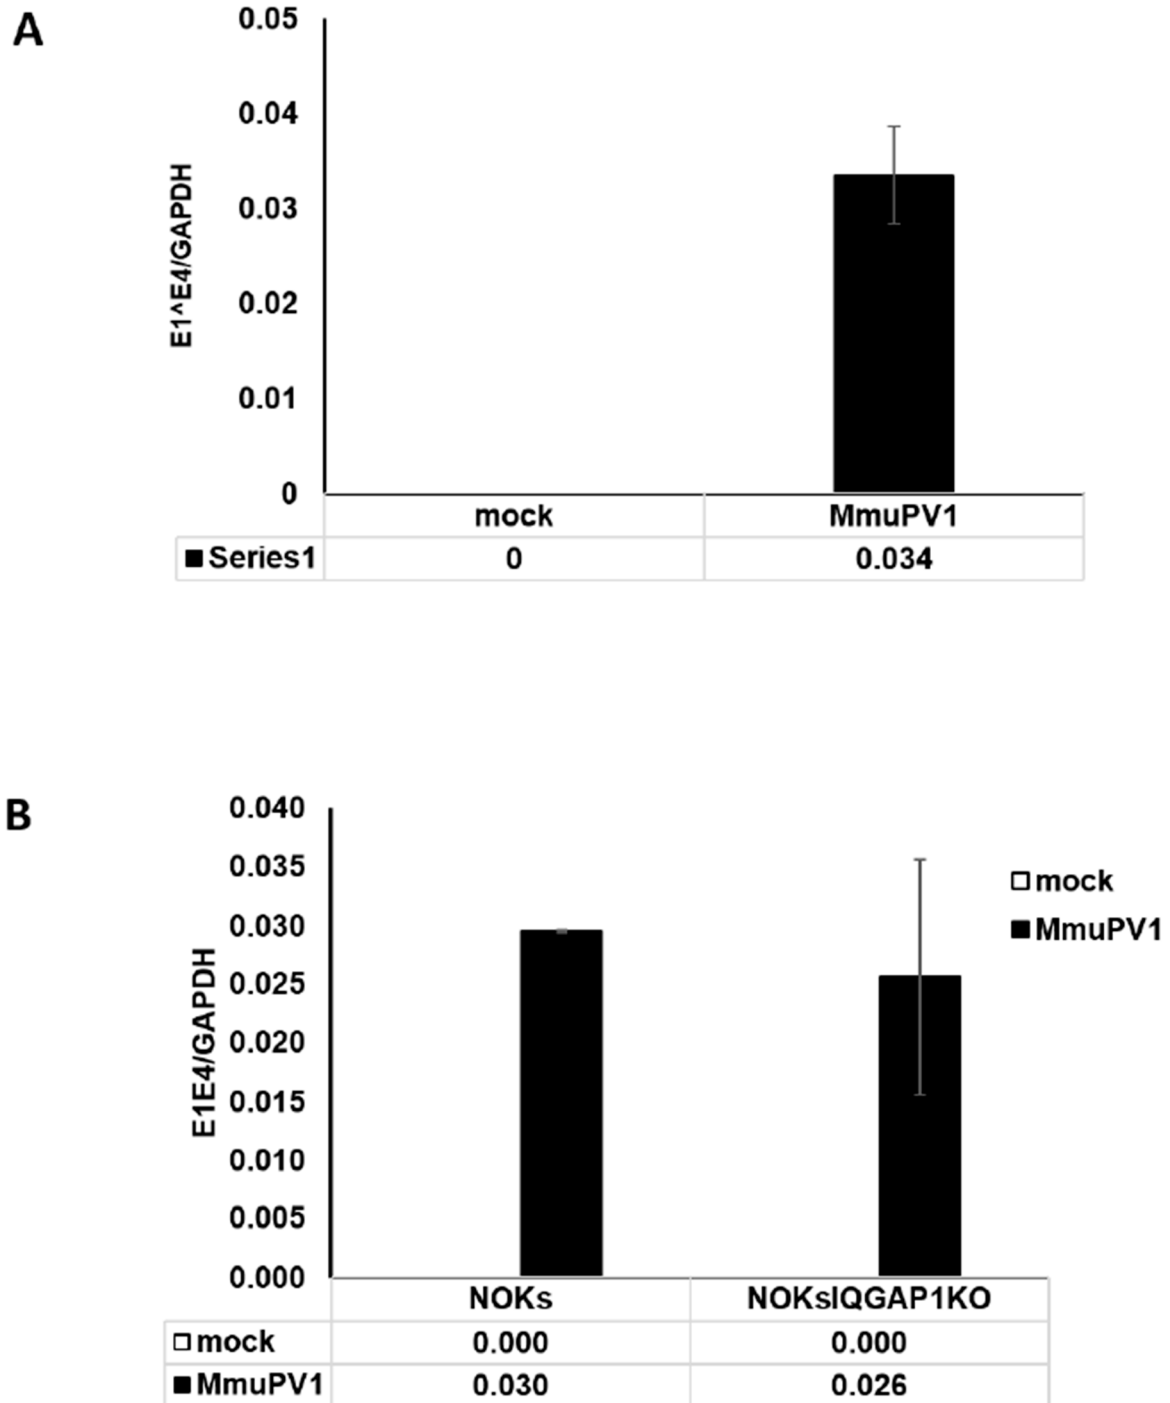 A
0.05
0.04
0.03
0.02
0.01
0
E1^E4/GAPDH
mock MmuPV1
Series1 0 0.034
B
0.040
0.035
0.030
0.025
0.020
0.015
0.010
0.005
0.000
E1E4/GAPDH
mock
MmuPV1
NOKs NOKsIQGAP1KO
mock 0.000 0.000
MmuPV1 0.030 0.026